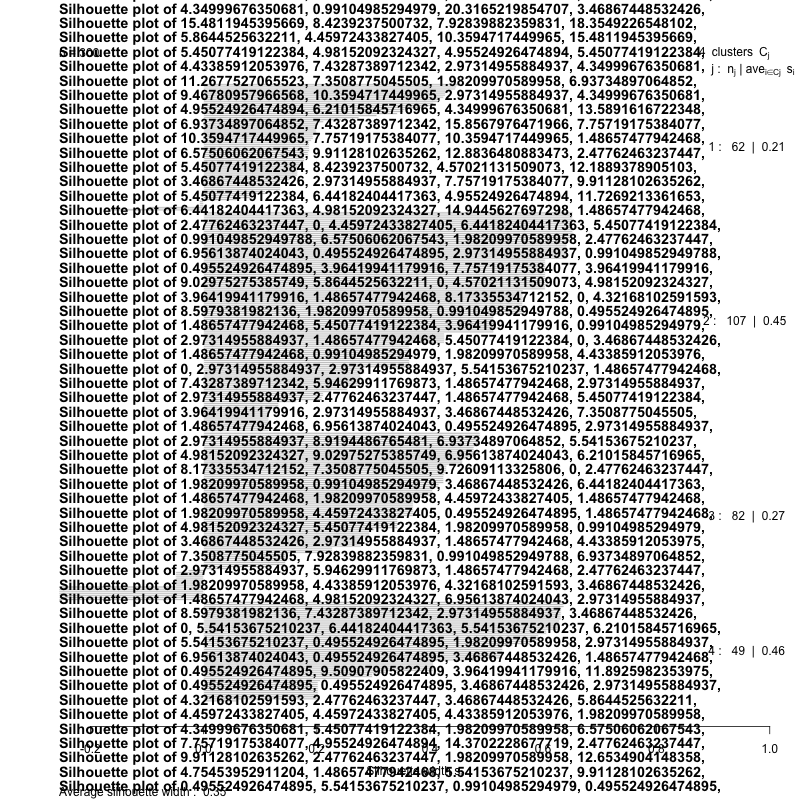 Silhouette plot of 4.34999676350681, 0.99104985294979, 20.3165219854707, 3.46867448532426,
Silhouette plot of 15.4811945395669, 8.4239237500732, 7.92839882359831, 18.3549226548102,
Silhouette plot of 5.8644525632211, 4.45972433827405, 10.3594717449965, 15.4811945395669,
Silhouette plot of 5.45077419122384, 4.98152092324327, 4.95524926474894, 5.45077419122384,
clusters Cj
Silhouette plot of 4.43385912053976, 7.43287389712342, 2.97314955884937, 4.34999676350681,
j : nj | avei∈Cj si
Silhouette plot of 11.2677527065523, 7.3508775045505, 1.98209970589958, 6.93734897064852,
Silhouette plot of 9.46780957966568, 10.3594717449965, 2.97314955884937, 4.34999676350681,
Silhouette plot of 4.95524926474894, 6.21015845716965, 4.34999676350681, 13.5891616722348,
Silhouette plot of 6.93734897064852, 7.43287389712342, 15.8567976471966, 7.75719175384077,
Silhouette plot of 10.3594717449965, 7.75719175384077, 10.3594717449965, 1.48657477942468,
1 : 62 | 0.21
Silhouette plot of 6.57506062067543, 9.91128102635262, 12.8836480883473, 2.47762463237447,
Silhouette plot of 5.45077419122384, 8.4239237500732, 4.57021131509073, 12.1889378905103,
Silhouette plot of 3.46867448532426, 2.97314955884937, 7.75719175384077, 9.91128102635262,
Silhouette plot of 5.45077419122384, 6.44182404417363, 4.95524926474894, 11.7269213361653,
Silhouette plot of 6.44182404417363, 4.98152092324327, 14.9445627697298, 1.48657477942468,
Silhouette plot of 2.47762463237447, 0, 4.45972433827405, 6.44182404417363, 5.45077419122384,
Silhouette plot of 0.991049852949788, 6.57506062067543, 1.98209970589958, 2.47762463237447,
Silhouette plot of 6.95613874024043, 0.495524926474895, 2.97314955884937, 0.991049852949788,
Silhouette plot of 0.495524926474895, 3.96419941179916, 7.75719175384077, 3.96419941179916,
Silhouette plot of 9.02975275385749, 5.8644525632211, 0, 4.57021131509073, 4.98152092324327,
Silhouette plot of 3.96419941179916, 1.48657477942468, 8.17335534712152, 0, 4.32168102591593,
Silhouette plot of 8.5979381982136, 1.98209970589958, 0.991049852949788, 0.495524926474895,
2 : 107 | 0.45
Silhouette plot of 1.48657477942468, 5.45077419122384, 3.96419941179916, 0.99104985294979,
Silhouette plot of 2.97314955884937, 1.48657477942468, 5.45077419122384, 0, 3.46867448532426,
Silhouette plot of 1.48657477942468, 0.99104985294979, 1.98209970589958, 4.43385912053976,
Silhouette plot of 0, 2.97314955884937, 2.97314955884937, 5.54153675210237, 1.48657477942468,
Silhouette plot of 7.43287389712342, 5.94629911769873, 1.48657477942468, 2.97314955884937,
Silhouette plot of 2.97314955884937, 2.47762463237447, 1.48657477942468, 5.45077419122384,
Silhouette plot of 3.96419941179916, 2.97314955884937, 3.46867448532426, 7.3508775045505,
Silhouette plot of 1.48657477942468, 6.95613874024043, 0.495524926474895, 2.97314955884937,
Silhouette plot of 2.97314955884937, 8.9194486765481, 6.93734897064852, 5.54153675210237,
Silhouette plot of 4.98152092324327, 9.02975275385749, 6.95613874024043, 6.21015845716965,
Silhouette plot of 8.17335534712152, 7.3508775045505, 9.72609113325806, 0, 2.47762463237447,
Silhouette plot of 1.98209970589958, 0.99104985294979, 3.46867448532426, 6.44182404417363,
Silhouette plot of 1.48657477942468, 1.98209970589958, 4.45972433827405, 1.48657477942468,
Silhouette plot of 1.98209970589958, 4.45972433827405, 0.495524926474895, 1.48657477942468,
3 : 82 | 0.27
Silhouette plot of 4.98152092324327, 5.45077419122384, 1.98209970589958, 0.99104985294979,
Silhouette plot of 3.46867448532426, 2.97314955884937, 1.48657477942468, 4.43385912053975,
Silhouette plot of 7.3508775045505, 7.92839882359831, 0.991049852949788, 6.93734897064852,
Silhouette plot of 2.97314955884937, 5.94629911769873, 1.48657477942468, 2.47762463237447,
Silhouette plot of 1.98209970589958, 4.43385912053976, 4.32168102591593, 3.46867448532426,
Silhouette plot of 1.48657477942468, 4.98152092324327, 6.95613874024043, 2.97314955884937,
Silhouette plot of 8.5979381982136, 7.43287389712342, 2.97314955884937, 3.46867448532426,
Silhouette plot of 0, 5.54153675210237, 6.44182404417363, 5.54153675210237, 6.21015845716965,
Silhouette plot of 5.54153675210237, 0.495524926474895, 1.98209970589958, 2.97314955884937,
4 : 49 | 0.46
Silhouette plot of 6.95613874024043, 0.495524926474895, 3.46867448532426, 1.48657477942468,
Silhouette plot of 0.495524926474895, 9.50907905822409, 3.96419941179916, 11.8925982353975,
Silhouette plot of 0.495524926474895, 0.495524926474895, 3.46867448532426, 2.97314955884937,
Silhouette plot of 4.32168102591593, 2.47762463237447, 3.46867448532426, 5.8644525632211,
Silhouette plot of 4.45972433827405, 4.45972433827405, 4.43385912053976, 1.98209970589958,
Silhouette plot of 4.34999676350681, 5.45077419122384, 1.98209970589958, 6.57506062067543,
Silhouette plot of 7.75719175384077, 4.95524926474894, 14.3702228677719, 2.47762463237447,
-0.2 0.0 0.2 0.4 0.6 0.8 1.0
Silhouette plot of 9.91128102635262, 2.47762463237447, 1.98209970589958, 12.6534904148358,
Silhouette plot of 4.75453952911204, 1.48657477942468, 5.54153675210237, 9.91128102635262,
Silhouette plot of 0.495524926474895, 5.54153675210237, 2.97314955884937, 0.495524926474895,
Average silhouette width : 0.35